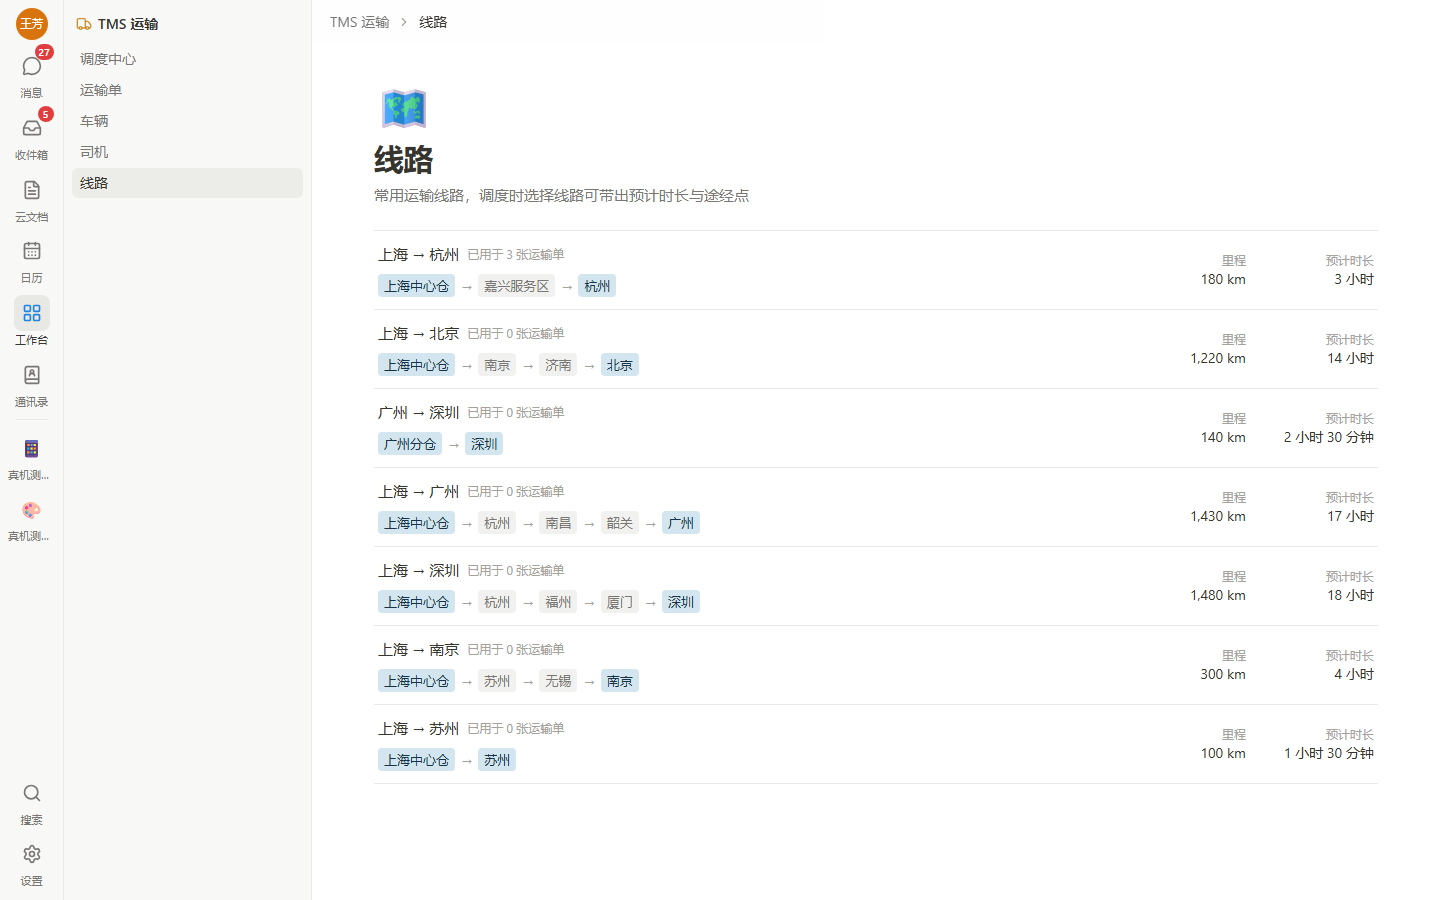 王芳
27
消息
5
收件箱
云文档
日历
工作台
通讯录
真机测...
真机测...
搜索
设置
TMS 运输
调度中心
运输单
车辆
司机
线路
TMS 运输 > 线路
线路
常用运输线路，调度时选择线路可带出预计时长与途经点
上海 → 杭州 已用于 3 张运输单
上海中心仓 → 嘉兴服务区 → 杭州
里程
180 km
预计时长
3 小时
上海 → 北京 已用于 0 张运输单
上海中心仓 → 南京 → 济南 → 北京
里程
1,220 km
预计时长
14 小时
广州 → 深圳 已用于 0 张运输单
广州分仓 → 深圳
里程
140 km
预计时长
2 小时 30 分钟
上海 → 广州 已用于 0 张运输单
上海中心仓 → 杭州 → 南昌 → 韶关 → 广州
里程
1,430 km
预计时长
17 小时
上海 → 深圳 已用于 0 张运输单
上海中心仓 → 杭州 → 福州 → 厦门 → 深圳
里程
1,480 km
预计时长
18 小时
上海 → 南京 已用于 0 张运输单
上海中心仓 → 苏州 → 无锡 → 南京
里程
300 km
预计时长
4 小时
上海 → 苏州 已用于 0 张运输单
上海中心仓 → 苏州
里程
100 km
预计时长
1 小时 30 分钟